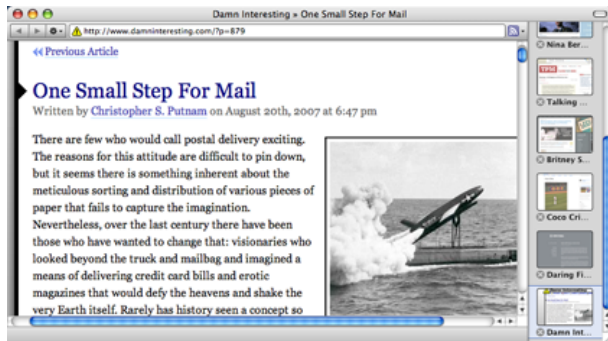 Damn Interesting » One Small Step For Mail
http://www.damninteresting.com/?p=879
Previous Article
One Small Step For Mail
Written by Christopher S. Putnam on August 20th, 2007 at 6:47 pm
There are few who would call postal delivery exciting.
The reasons for this attitude are difficult to pin down,
but it seems there is something inherent about the
meticulous sorting and distribution of various pieces of
paper that fails to capture the imagination.
Nevertheless, over the last century there have been
those who have wanted to change that: visionaries who
looked beyond the truck and mailbag and imagined a
means of delivering credit card bills and erotic
magazines that would defy the heavens and shake the
very Earth itself. Rarely has history seen a concept so
Nina Ber...
TPM
Talking ...
Britney S...
Coco Cri...
Daring Fi...
Damn Int...